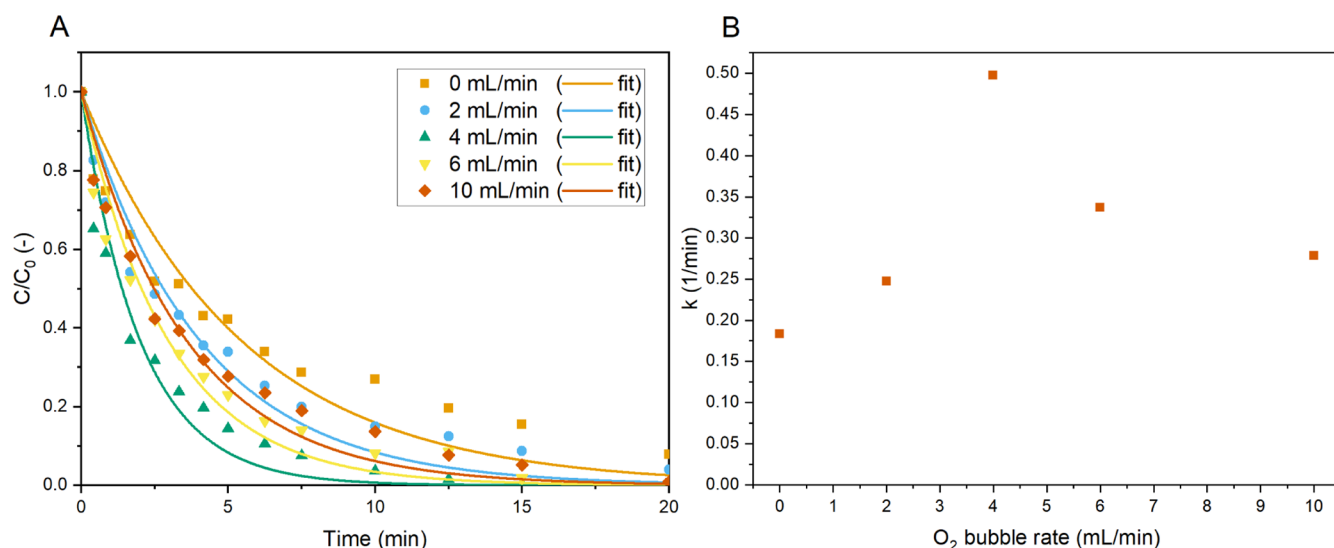 A
C/C0 (-)
1.0
0.8
0.6
0.4
0.2
0.0
0 mL/min (— fit)
2 mL/min (— fit)
4 mL/min (— fit)
6 mL/min (— fit)
10 mL/min (— fit)
0 5 10 15 20
Time (min)
B
k (1/min)
0.50
0.45
0.40
0.35
0.30
0.25
0.20
0.15
0.10
0.05
0.00
0 1 2 3 4 5 6 7 8 9 10
O2 bubble rate (mL/min)